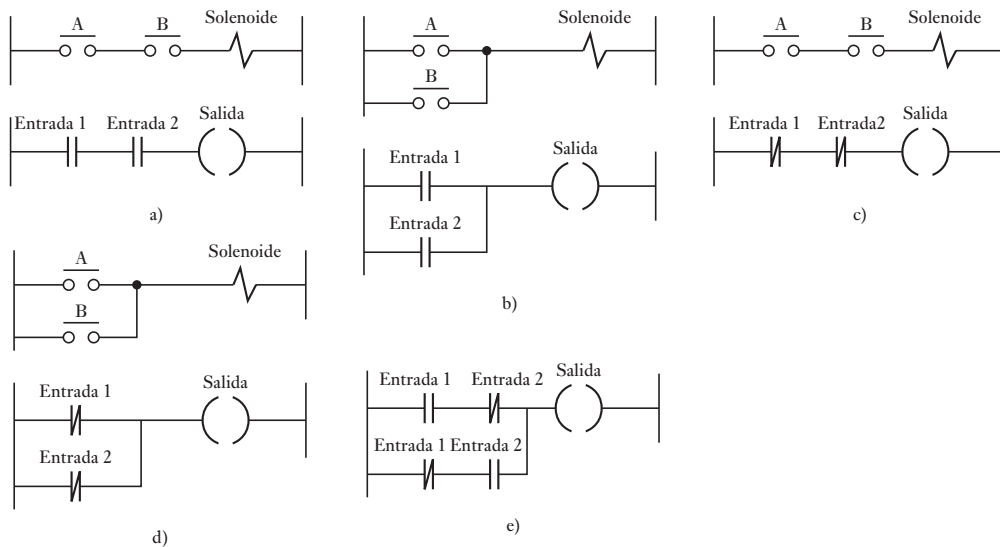 A B Solenoide
Entrada 1 Entrada 2 Salida
a)
A Solenoide
B
Entrada 1 Salida
Entrada 2
b)
A B Solenoide
Entrada 1 Entrada2 Salida
c)
A Solenoide
B
Entrada 1 Salida
Entrada 2
d)
Entrada 1 Entrada 2 Salida
Entrada 1 Entrada 2
e)